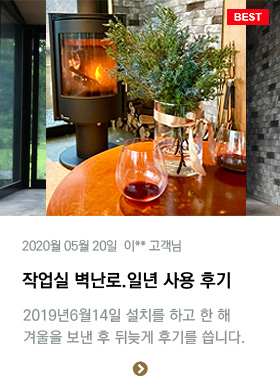 BEST
2020월 05월 20일 이** 고객님
작업실 벽난로.일년 사용 후기
2019년6월14일 설치를 하고 한 해
겨울을 보낸 후 뒤늦게 후기를 씁니다.